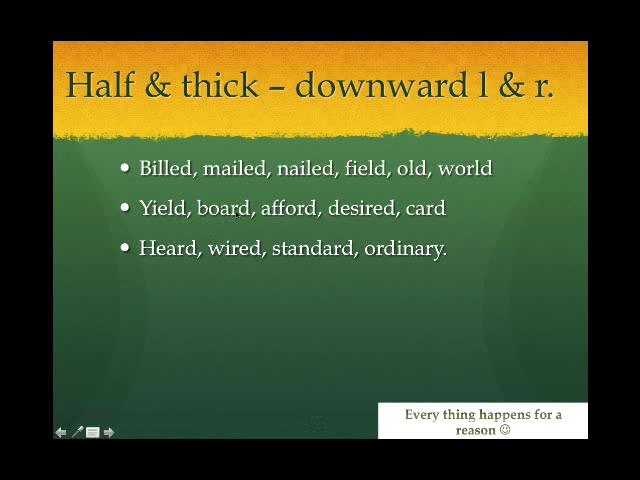 Half & thick – downward l & r.
• Billed, mailed, nailed, field, old, world
• Yield, board, afford, desired, card
• Heard, wired, standard, ordinary.
Every thing happens for a
reason ☺